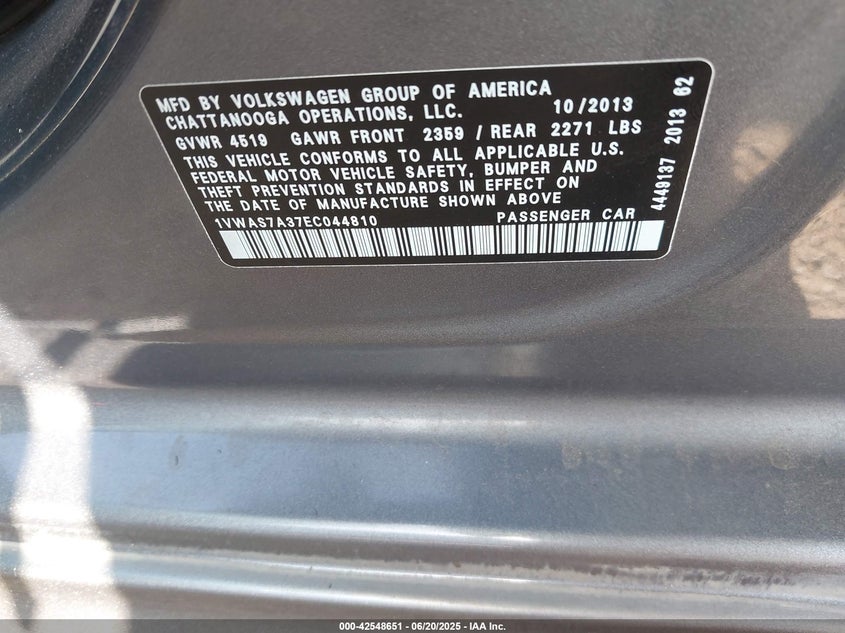 MFD BY VOLKSWAGEN GROUP OF AMERICA
CHATTANOOGA OPERATIONS, LLC. 10/2013
GVWR 4519 GAWR FRONT 2359 / REAR 2271 LBS
THIS VEHICLE CONFORMS TO ALL APPLICABLE U.S.
FEDERAL MOTOR VEHICLE SAFETY, BUMPER AND
THEFT PREVENTION STANDARDS IN EFFECT ON
THE DATE OF MANUFACTURE SHOWN ABOVE
1VWAS7A37EC044810 PASSENGER CAR
4449137 2013 62
000-42548651 | 06/20/2025 - IAA Inc.